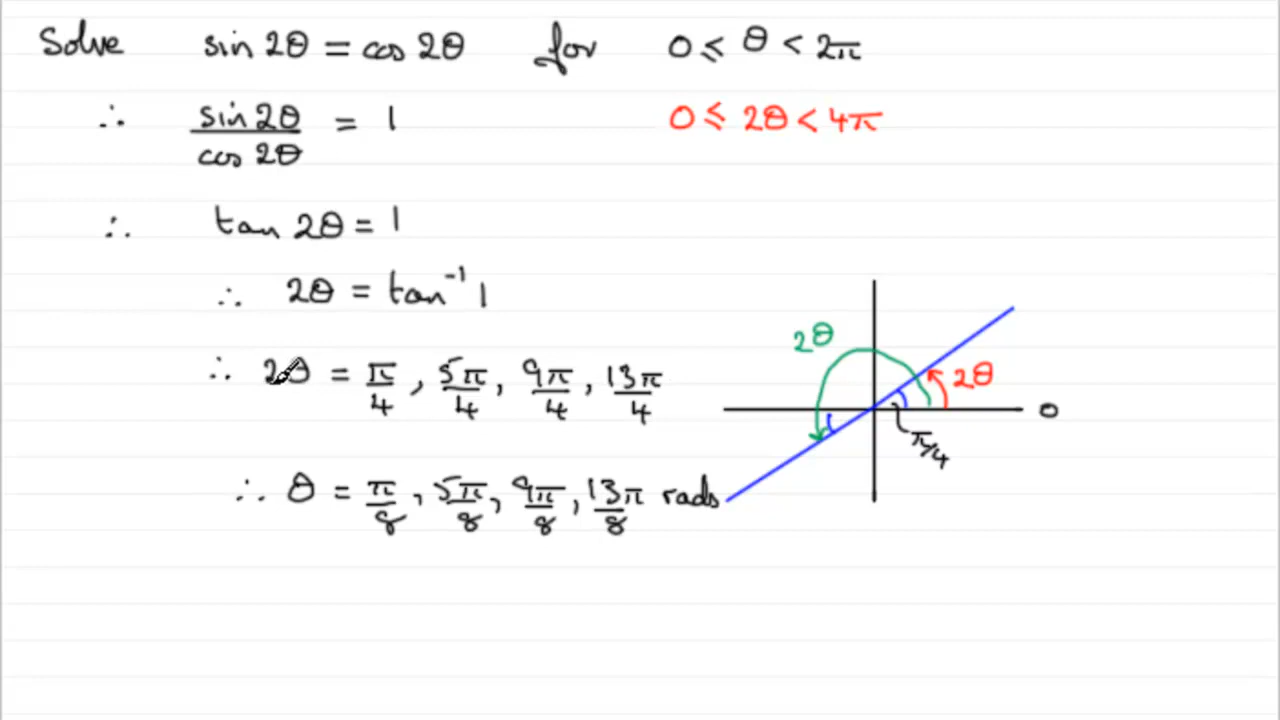 Solve sin 2θ = cos 2θ for 0 ≤ θ < 2π
∴ sin 2θ / cos 2θ = 1 0 ≤ 2θ < 4π
∴ tan 2θ = 1
∴ 2θ = tan⁻¹ 1
∴ 2θ = π/4, 5π/4, 9π/4, 13π/4
2θ
2θ
0
π/4
∴ θ = π/8, 5π/8, 9π/8, 13π/8 rads